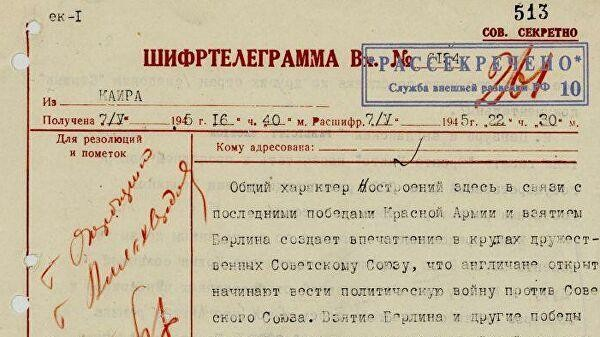 ек-I
513
СОВ. СЕКРЕТНО
ШИФРТЕЛЕГРАММА Вх. №
"РАССЕКРЕЧЕНО"
Служба внешней разведки РФ 10
Из КАИРА
Получена 7/V 1945 г. 16 ч. 40 м. Расшифр. 7/V 1945 „22 „ 30 м.
Для резолюций
и пометок
Кому адресована:
Общий характер Настроений здесь в связи с
последними победами Красной Армии и взятием
Берлина создает впечатление в кругах дружест-
венных Советскому Союзу, что англичане открыт
начинают вести политическую войну против Сове
ского Союза. Взятие Берлина и другие победы